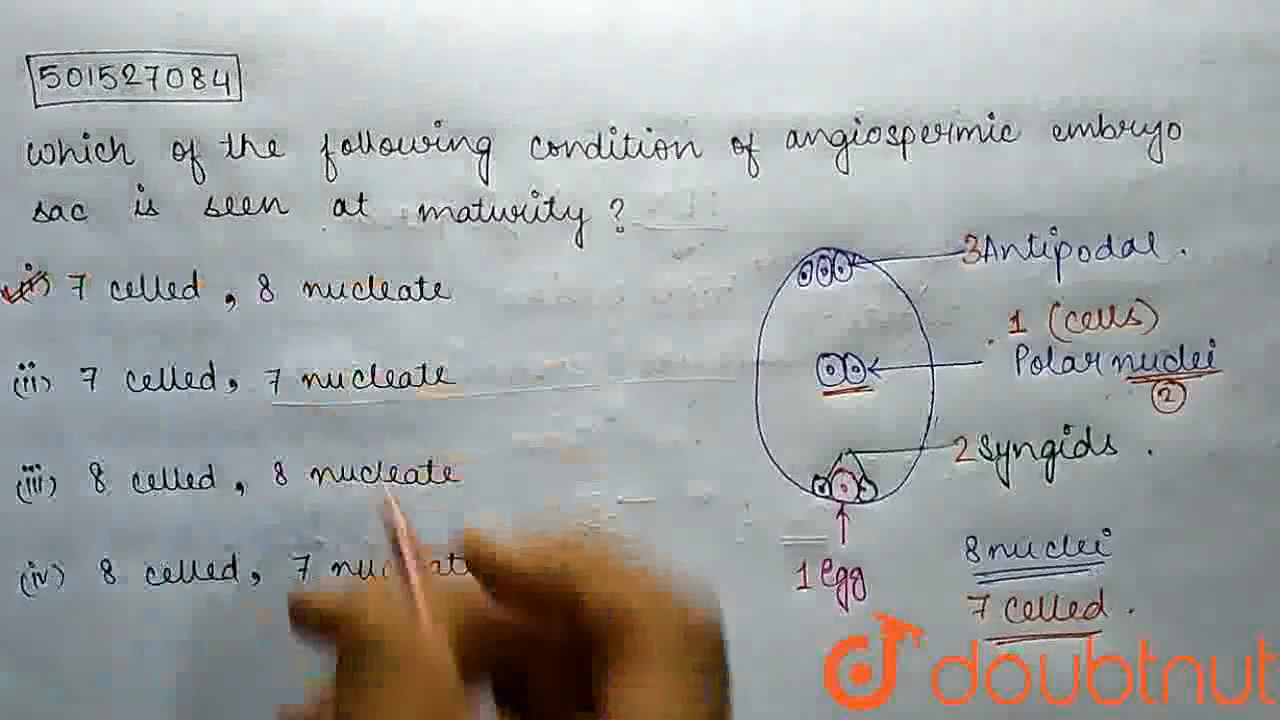 501527084
which of the following condition of angiospermic embryo
sac is seen at maturity ?
(i) 7 celled, 8 nucleate
(ii) 7 celled, 7 nucleate
(iii) 8 celled, 8 nucleate
(iv) 8 celled, 7
3 Antipodal.
1 (cells)
Polar nuclei
2
2 Syngids.
1 egg
8 nuclei
7 celled.
doubtnut